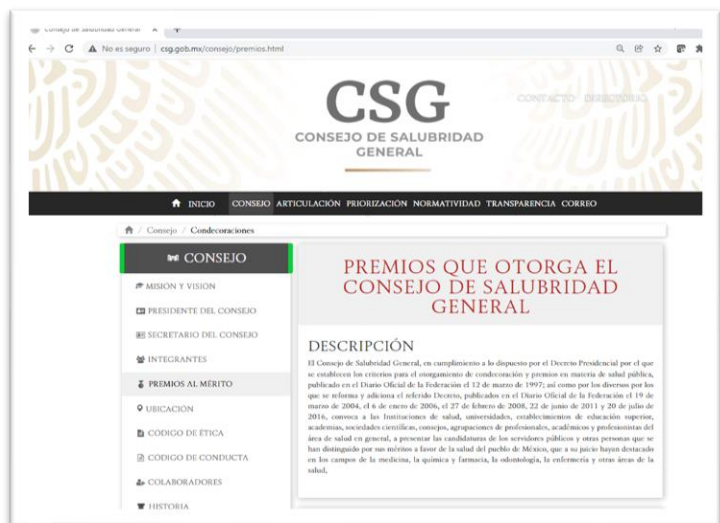 Consejo de Salubridad General
No es seguro | csg.gob.mx/consejo/premios.html
CONTACTO DIRECTORIO
CSG
CONSEJO DE SALUBRIDAD
GENERAL
INICIO CONSEJO ARTICULACIÓN PRIORIZACIÓN NORMATIVIDAD TRANSPARENCIA CORREO
/ Consejo / Condecoraciones
CONSEJO
MISIÓN Y VISIÓN
PRESIDENTE DEL CONSEJO
SECRETARIO DEL CONSEJO
INTEGRANTES
PREMIOS AL MÉRITO
UBICACIÓN
CÓDIGO DE ÉTICA
CÓDIGO DE CONDUCTA
COLABORADORES
HISTORIA
PREMIOS QUE OTORGA EL
CONSEJO DE SALUBRIDAD
GENERAL
DESCRIPCIÓN
El Consejo de Salubridad General, en cumplimiento a lo dispuesto por el Decreto Presidencial por el que
se establecen los criterios para el otorgamiento de condecoración y premios en materia de salud pública,
publicado en el Diario Oficial de la Federación el 12 de marzo de 1997; así como por los diversos por los
que se reforma y adiciona el referido Decreto, publicados en el Diario Oficial de la Federación el 19 de
marzo de 2004, el 6 de enero de 2006, el 27 de febrero de 2008, 22 de junio de 2011 y 20 de julio de
2016, convoca a las Instituciones de salud, universidades, establecimientos de educación superior,
academias, sociedades científicas, consejos, agrupaciones de profesionales, académicos y profesionistas del
área de salud en general, a presentar las candidaturas de los servidores públicos y otras personas que se
han distinguido por sus méritos a favor de la salud del pueblo de México, que a su juicio hayan destacado
en los campos de la medicina, la química y farmacia, la odontología, la enfermería y otras áreas de la
salud,